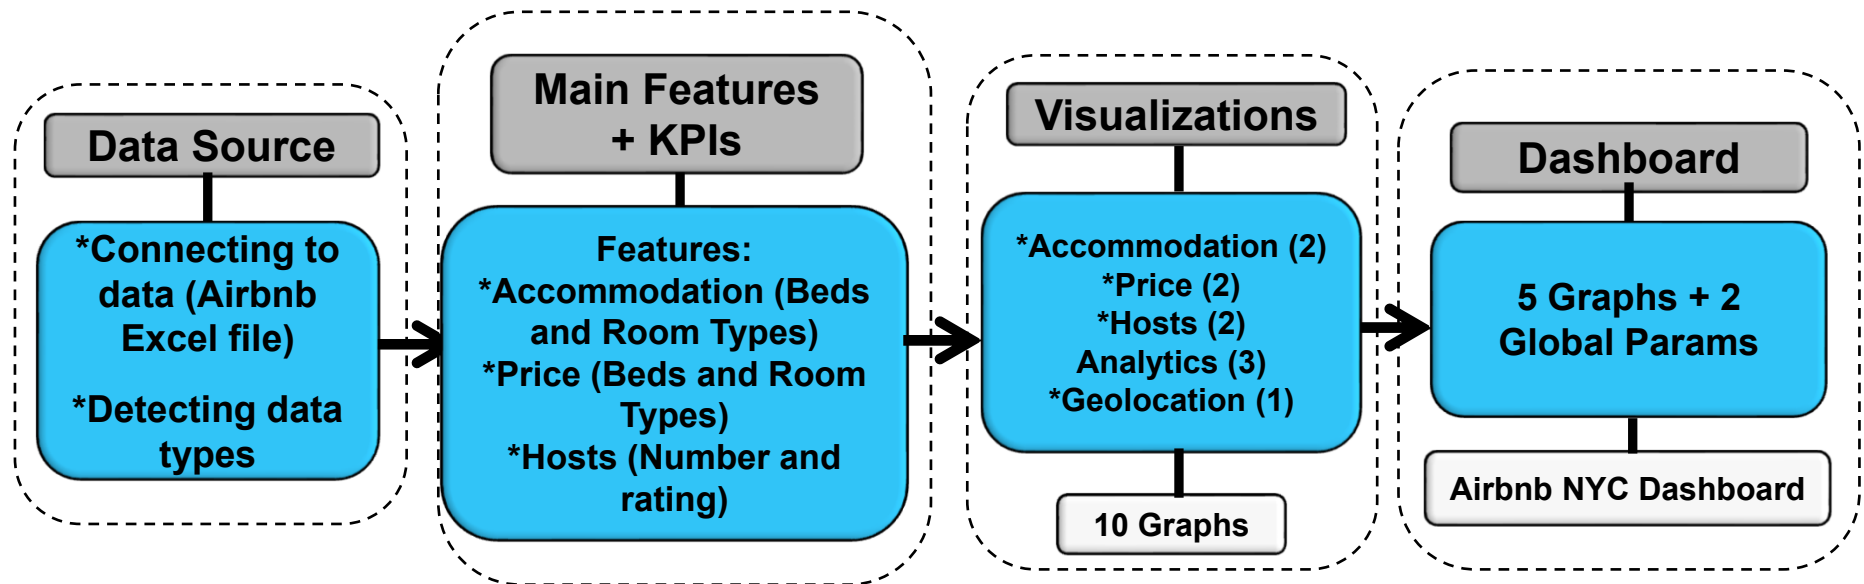 Data Source
*Connecting to
data (Airbnb
Excel file)
*Detecting data
types
Main Features
+ KPIs
Features:
*Accommodation (Beds
and Room Types)
*Price (Beds and Room
Types)
*Hosts (Number and
rating)
Visualizations
*Accommodation (2)
*Price (2)
*Hosts (2)
Analytics (3)
*Geolocation (1)
10 Graphs
Dashboard
5 Graphs + 2
Global Params
Airbnb NYC Dashboard